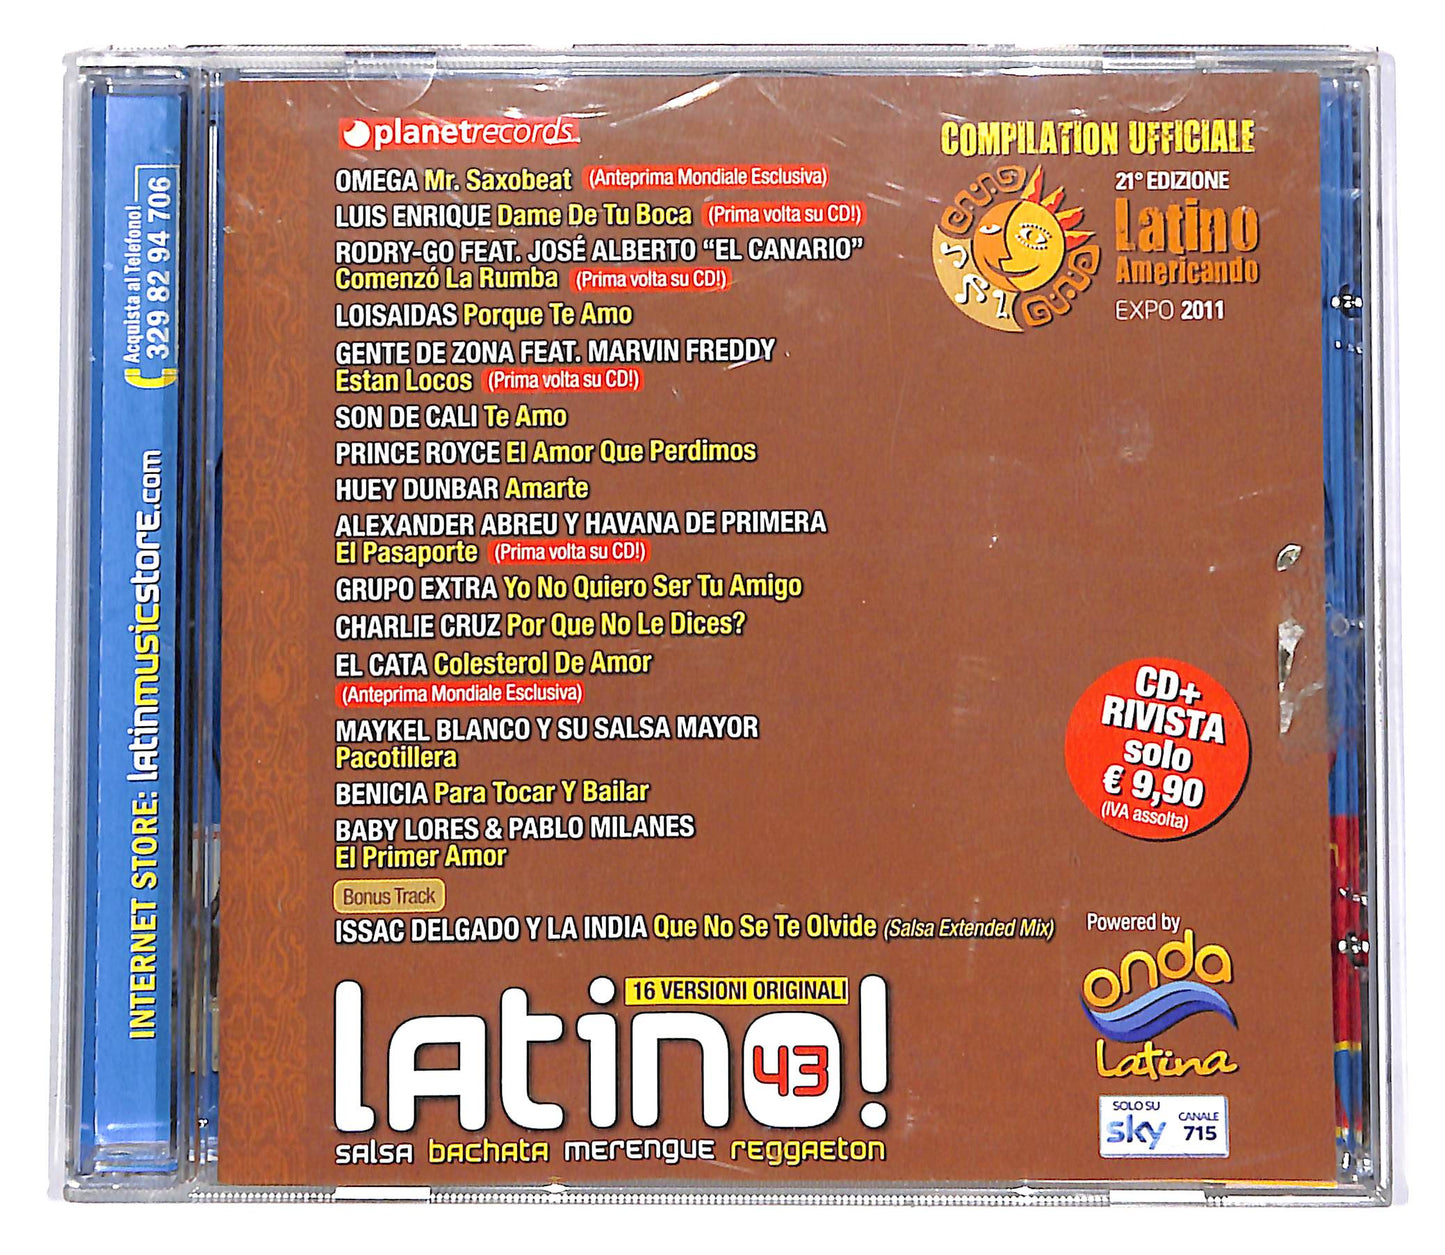 planetrecords
OMEGA Mr. Saxobeat (Anteprima Mondiale Esclusiva)
LUIS ENRIQUE Dame De Tu Boca (Prima volta su CD!)
RODRY-GO FEAT. JOSÉ ALBERTO “EL CANARIO”
Comenzó La Rumba (Prima volta su CD!)
LOISAIDAS Porque Te Amo
GENTE DE ZONA FEAT. MARVIN FREDDY
Estan Locos (Prima volta su CD!)
SON DE CALI Te Amo
PRINCE ROYCE El Amor Que Perdimos
HUEY DUNBAR Amarte
ALEXANDER ABREU Y HAVANA DE PRIMERA
El Pasaporte (Prima volta su CD!)
GRUPO EXTRA Yo No Quiero Ser Tu Amigo
CHARLIE CRUZ Por Que No Le Dices?
EL CATA Colesterol De Amor
(Anteprima Mondiale Esclusiva)
MAYKEL BLANCO Y SU SALSA MAYOR
Pacotillera
BENICIA Para Tocar Y Bailar
BABY LORES & PABLO MILANES
El Primer Amor
Bonus Track
ISSAC DELGADO Y LA INDIA Que No Se Te Olvide (Salsa Extended Mix)
16 VERSIONI ORIGINALI
Latino!
43
salsa bachata merengue reggaeton
COMPILATION UFFICIALE
21° EDIZIONE
Latino
Americando
EXPO 2011
CD+
RIVISTA
solo
€ 9,90
(IVA assolta)
Powered by
onda
Latina
SOLO SU
sky
CANALE
715
INTERNET STORE: latinmusicstore.com
Acquista al Telefono!
329 82 94 706